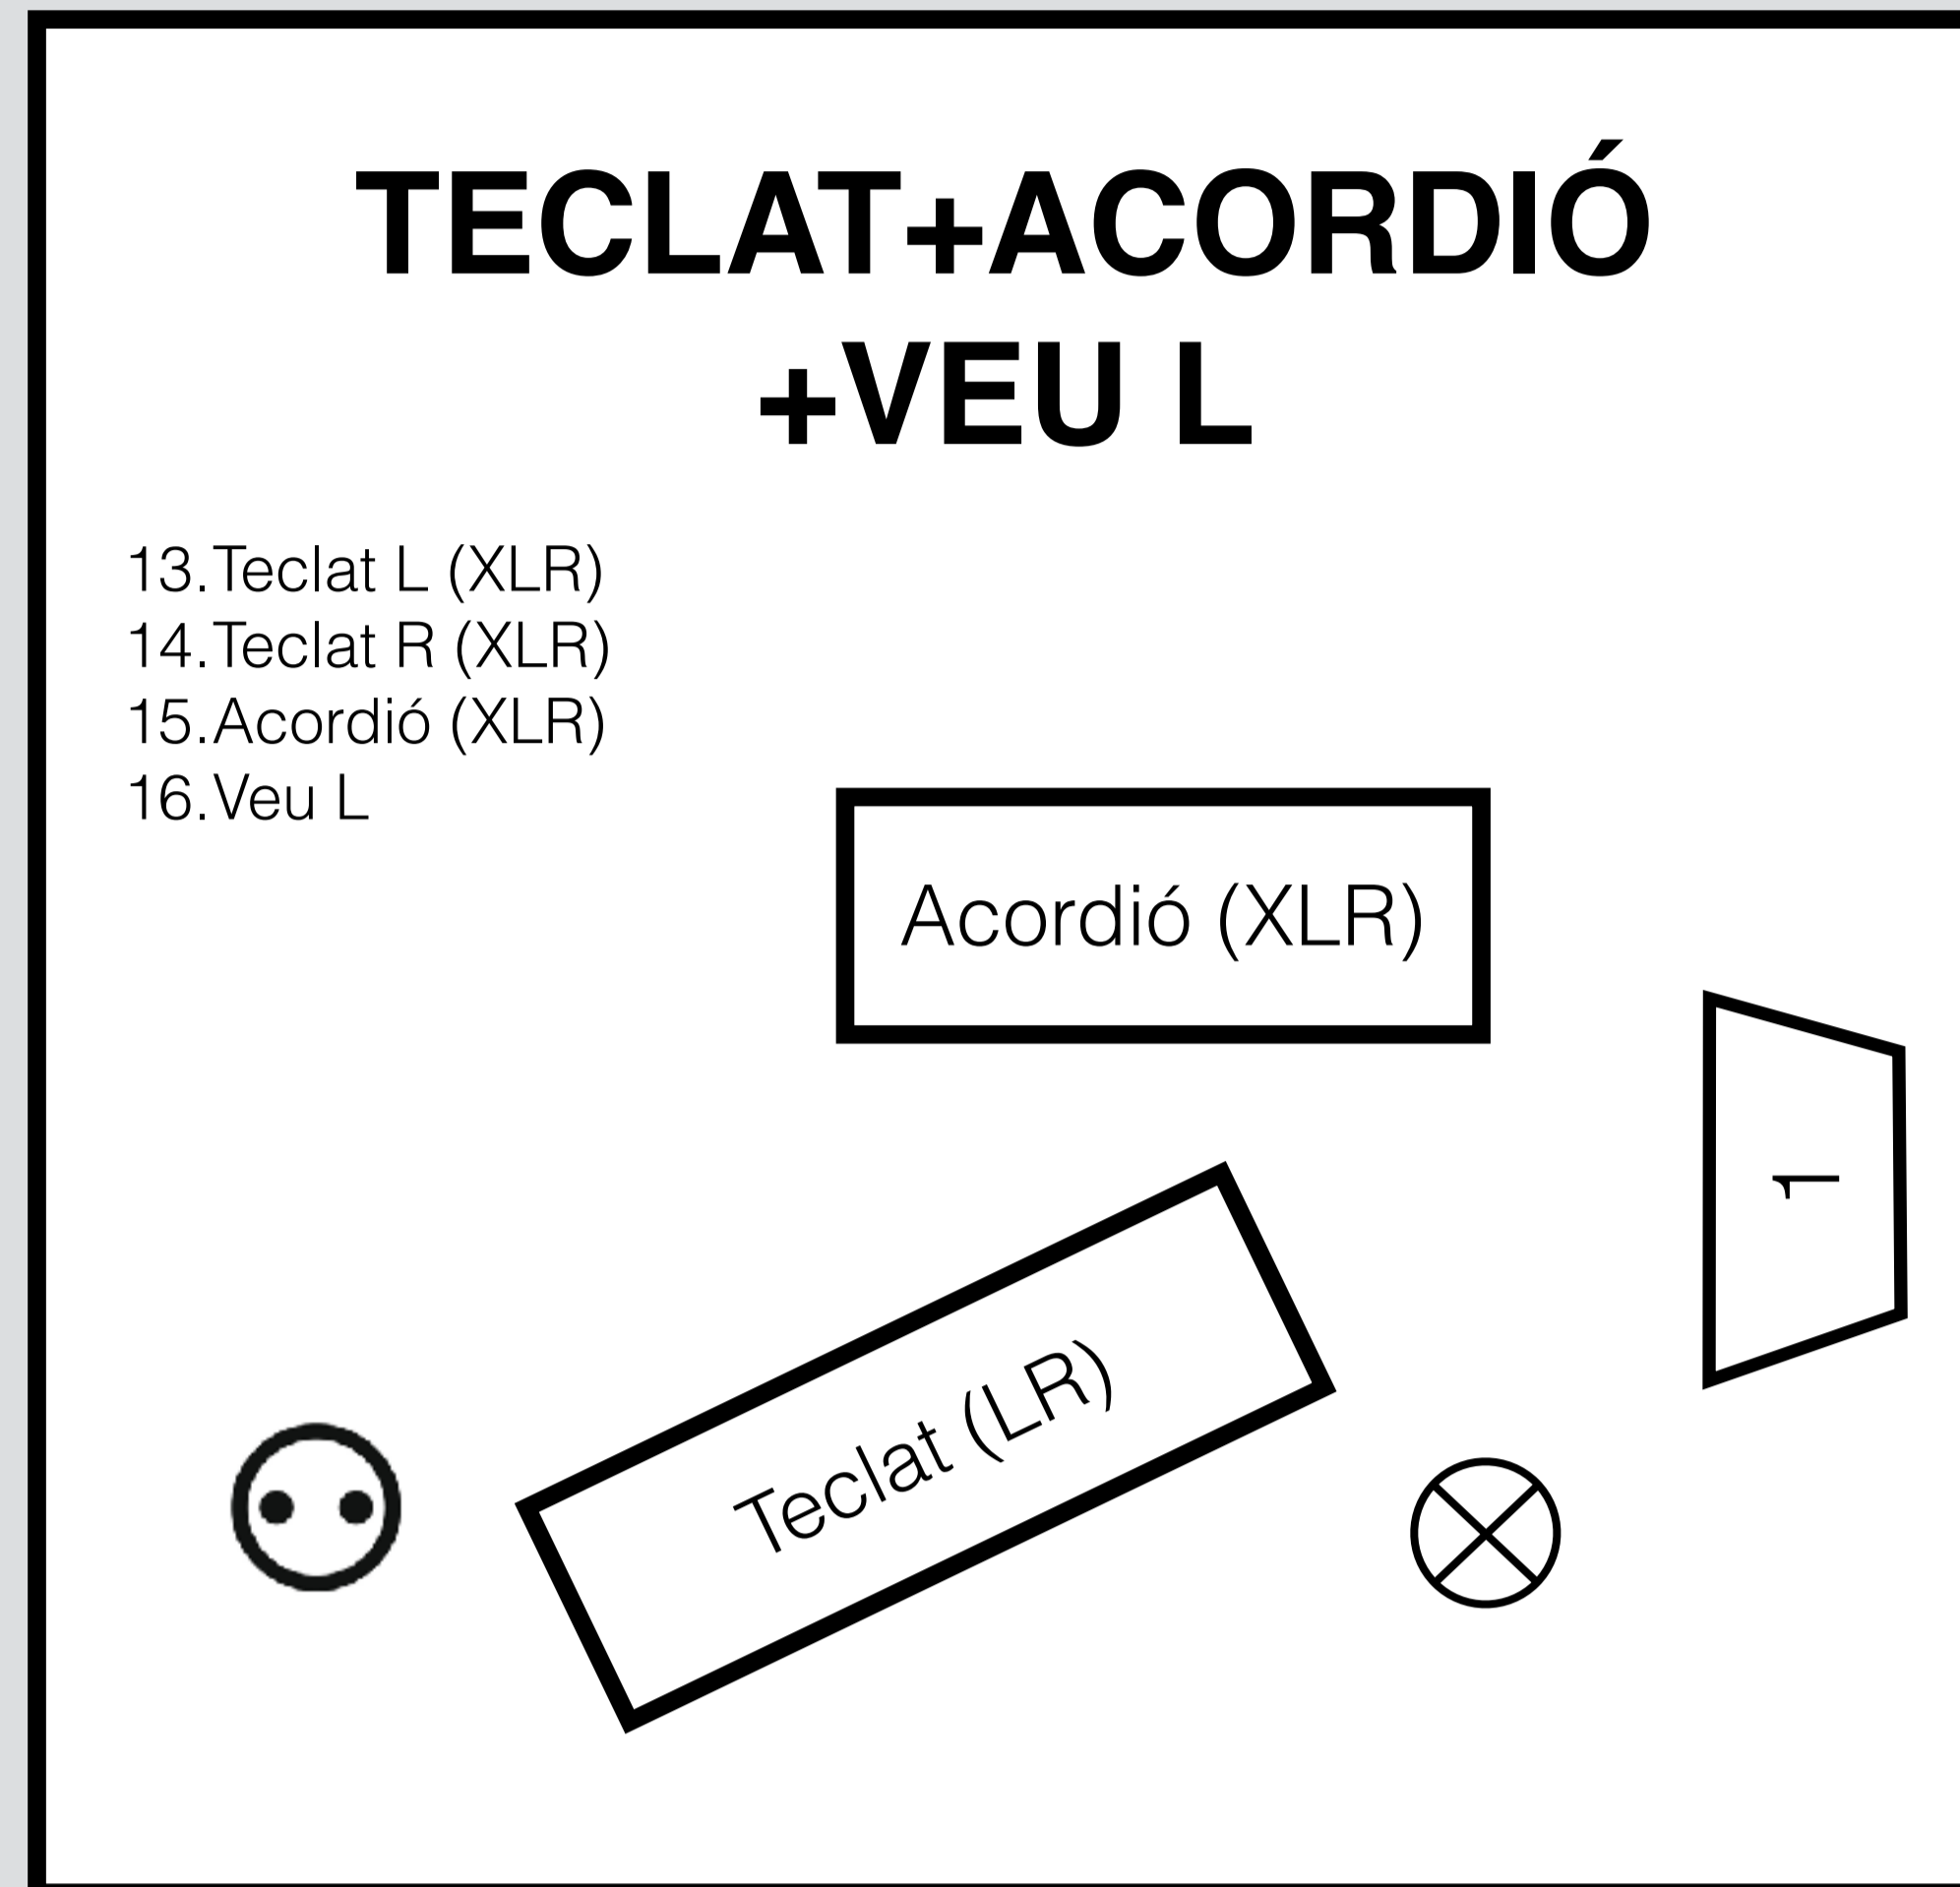 TECLAT+ACORDIÓ
+VEU L
13.Teclat L (XLR)
14.Teclat R (XLR)
15.Acordió (XLR)
16.Veu L
Acordió (XLR)
1
Teclat (LR)